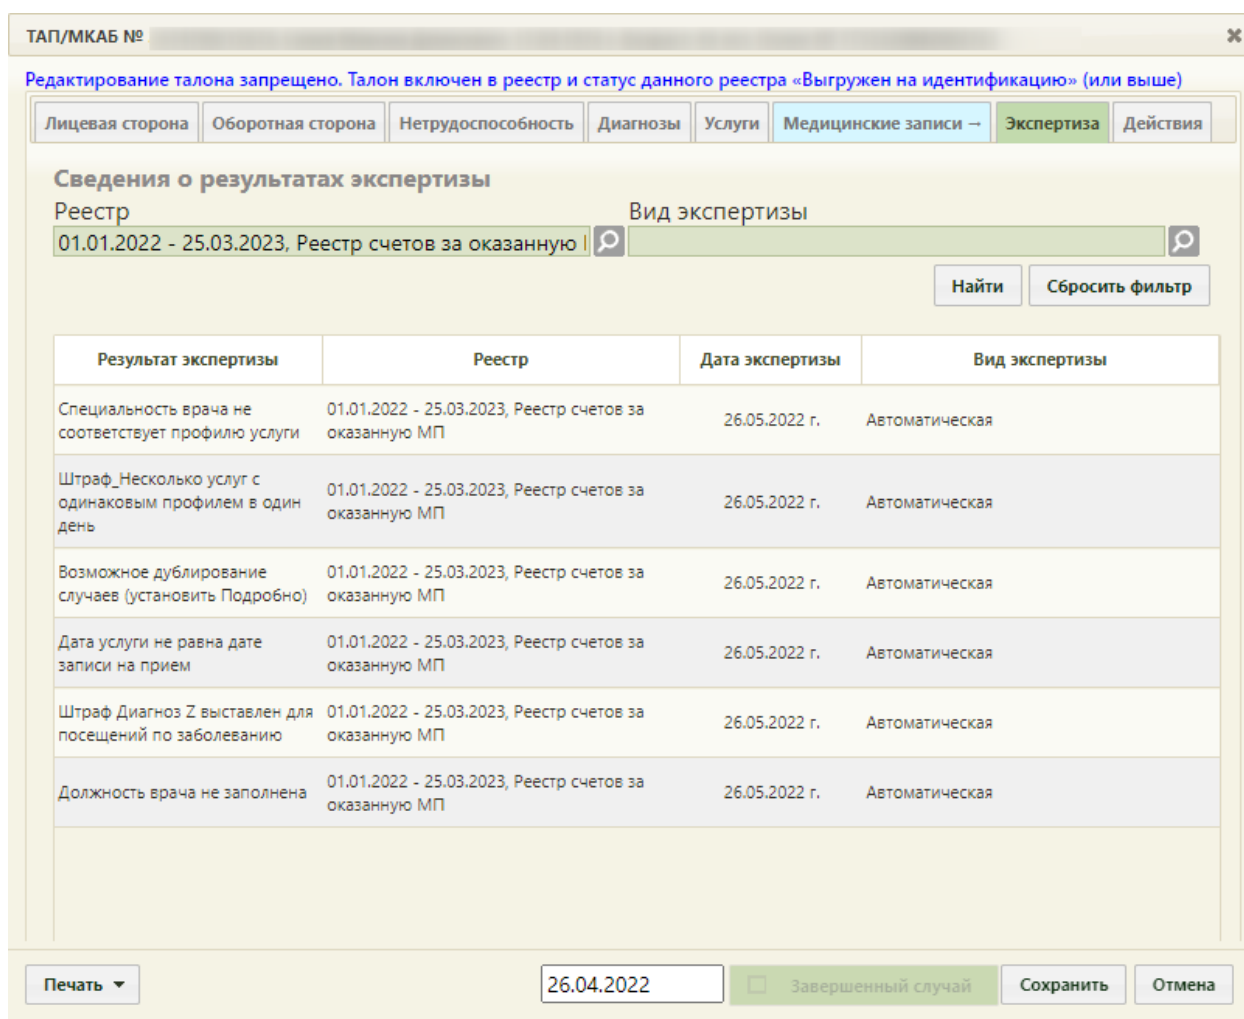 ТАП/МКАБ №
Редактирование талона запрещено. Талон включен в реестр и статус данного реестра «Выгружен на идентификацию» (или выше)
Лицевая сторона Оборотная сторона Нетрудоспособность Диагнозы Услуги Медицинские записи → Экспертиза Действия
Сведения о результатах экспертизы
Реестр Вид экспертизы
01.01.2022 - 25.03.2023, Реестр счетов за оказанную
Найти Сбросить фильтр
Результат экспертизы Реестр Дата экспертизы Вид экспертизы
Специальность врача не
соответствует профилю услуги
01.01.2022 - 25.03.2023, Реестр счетов за
оказанную МП
26.05.2022 г.
Автоматическая
Штраф_Несколько услуг с
одинаковым профилем в один
день
01.01.2022 - 25.03.2023, Реестр счетов за
оказанную МП
26.05.2022 г.
Автоматическая
Возможное дублирование
случаев (установить Подробно)
01.01.2022 - 25.03.2023, Реестр счетов за
оказанную МП
26.05.2022 г.
Автоматическая
Дата услуги не равна дате
записи на прием
01.01.2022 - 25.03.2023, Реестр счетов за
оказанную МП
26.05.2022 г.
Автоматическая
Штраф Диагноз Z выставлен для
посещений по заболеванию
01.01.2022 - 25.03.2023, Реестр счетов за
оказанную МП
26.05.2022 г.
Автоматическая
Должность врача не заполнена
01.01.2022 - 25.03.2023, Реестр счетов за
оказанную МП
26.05.2022 г.
Автоматическая
Печать 26.04.2022 Завершенный случай Сохранить Отмена